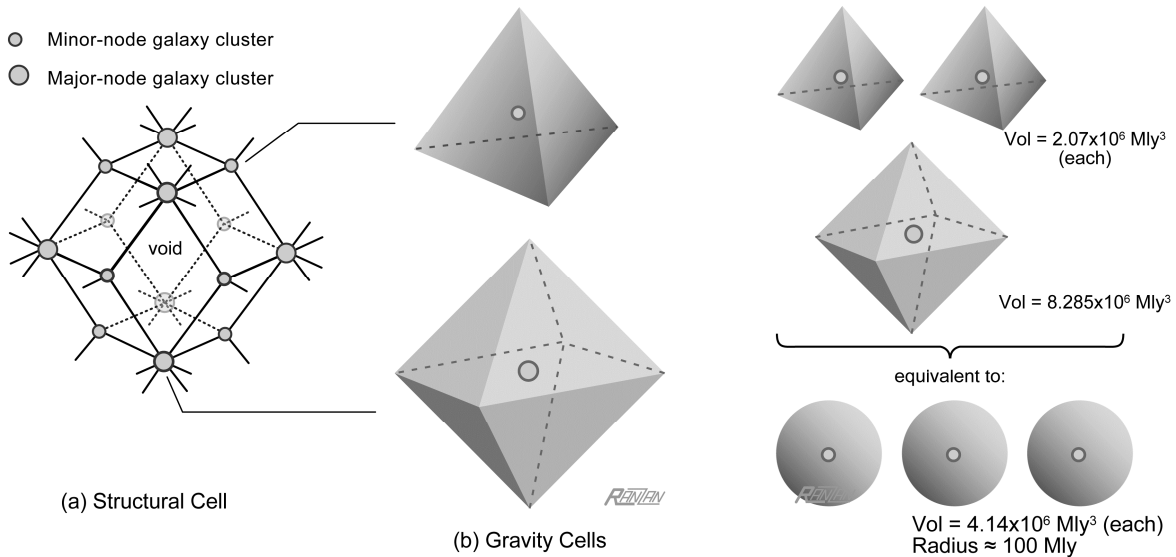 Minor-node galaxy cluster
Major-node galaxy cluster
void
(a) Structural Cell
(b) Gravity Cells
RANZAN
Vol = 2.07x10⁶ Mly³
(each)
Vol = 8.285x10⁶ Mly³
equivalent to:
Vol = 4.14x10⁶ Mly³ (each)
Radius ≈ 100 Mly